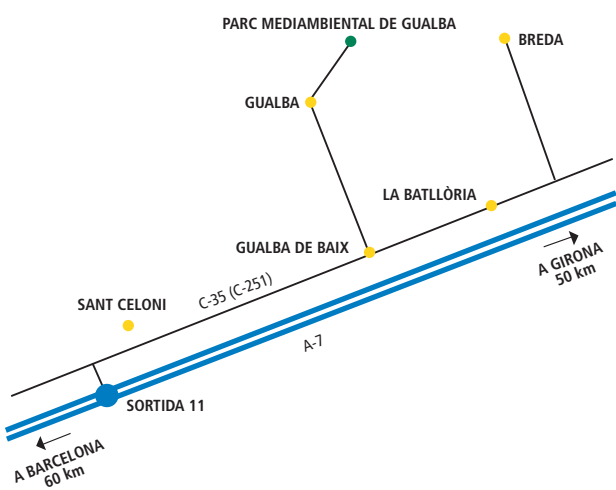 PARC MEDIAMBIENTAL DE GUALBA
BREDA
GUALBA
LA BATLLÒRIA
GUALBA DE BAIX
A GIRONA
50 km
C-35 (C-251)
SANT CELONI
A-7
SORTIDA 11
A BARCELONA
60 km